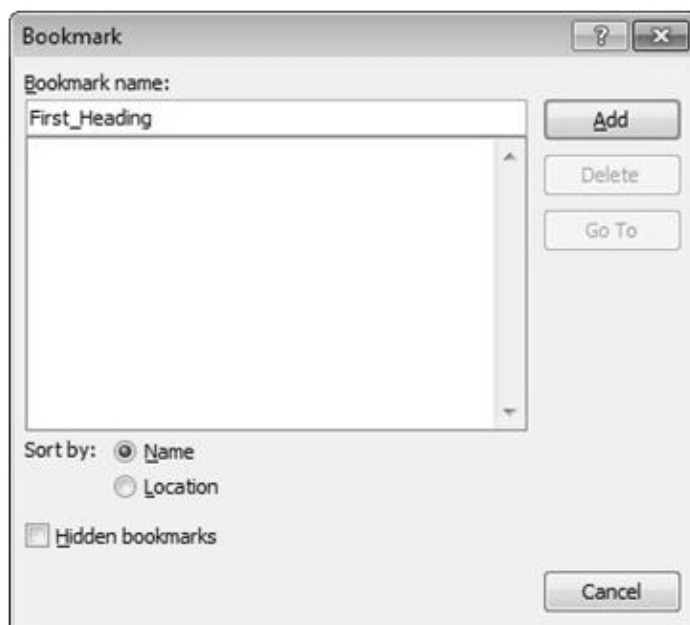 Bookmark
Bookmark name:
First_Heading
Add
Delete
Go To
Sort by:
Name
Location
Hidden bookmarks
Cancel